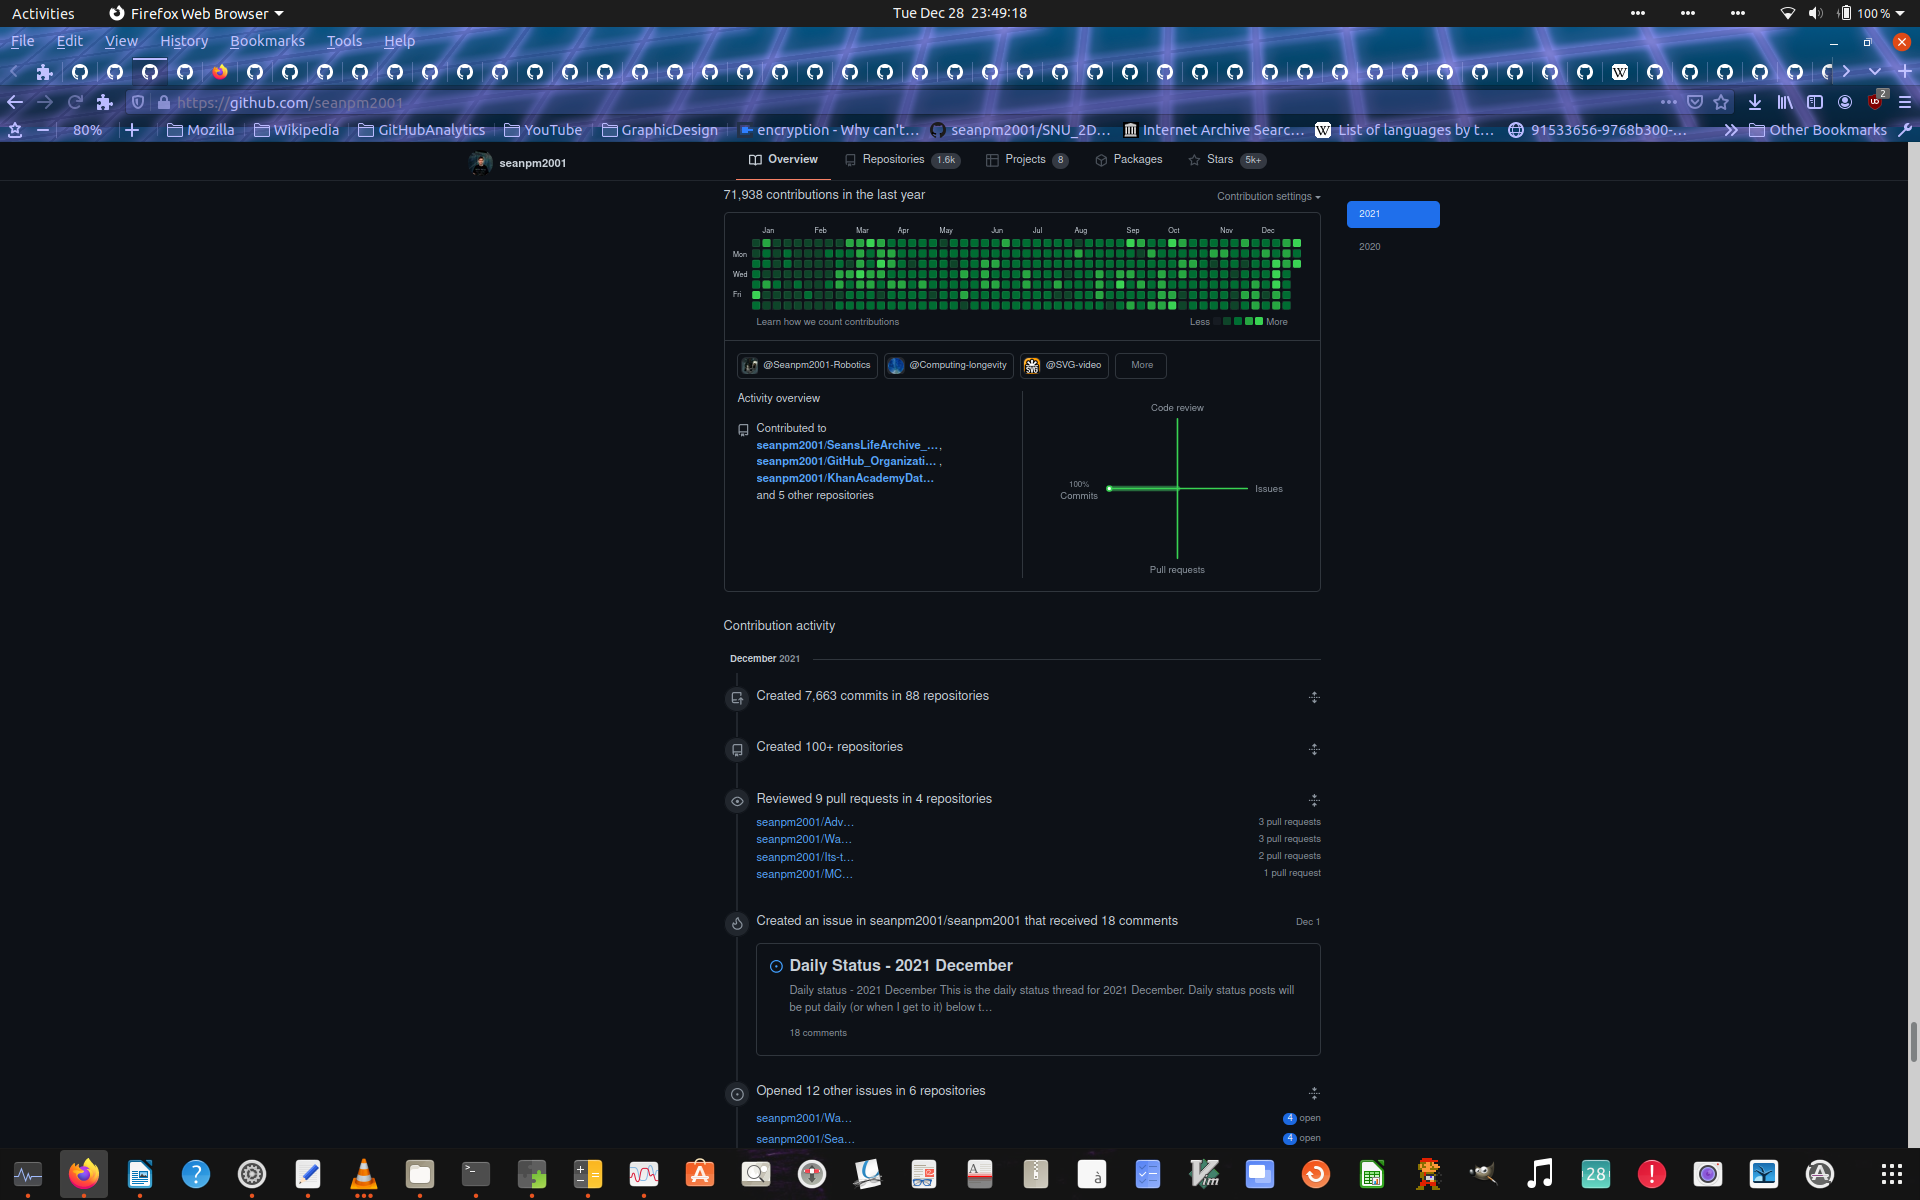 Activities Firefox Web Browser Tue Dec 28 23:49:18 100 %
File Edit View History Bookmarks Tools Help
https://github.com/seanpm2001 2
80% Mozilla Wikipedia GitHubAnalytics YouTube GraphicDesign encryption - Why can't… seanpm2001/SNU_2D… Internet Archive Searc… List of languages by t… 91533656-9768b300-… Other Bookmarks
seanpm2001 Overview Repositories 1.6k Projects 8 Packages Stars 5k+
71,938 contributions in the last year Contribution settings
2021
2020
Jan Feb Mar Apr May Jun Jul Aug Sep Oct Nov Dec
Mon
Wed
Fri
Learn how we count contributions Less More
@Seanpm2001-Robotics @Computing-longevity @SVG-video More
Activity overview
Contributed to
seanpm2001/SeansLifeArchive_…,
seanpm2001/GitHub_Organizati… ,
seanpm2001/KhanAcademyDat…
and 5 other repositories
Code review
100%
Commits
Issues
Pull requests
Contribution activity
December 2021
Created 7,663 commits in 88 repositories
Created 100+ repositories
Reviewed 9 pull requests in 4 repositories
seanpm2001/Adv… 3 pull requests
seanpm2001/Wa… 3 pull requests
seanpm2001/Its-t… 2 pull requests
seanpm2001/MC… 1 pull request
Created an issue in seanpm2001/seanpm2001 that received 18 comments Dec 1
Daily Status - 2021 December
Daily status - 2021 December This is the daily status thread for 2021 December. Daily status posts will
be put daily (or when I get to it) below t…
18 comments
Opened 12 other issues in 6 repositories
seanpm2001/Wa… 4 open
seanpm2001/Sea… 4 open
28